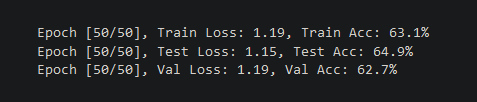 Epoch [50/50], Train Loss: 1.19, Train Acc: 63.1%
Epoch [50/50], Test Loss: 1.15, Test Acc: 64.9%
Epoch [50/50], Val Loss: 1.19, Val Acc: 62.7%